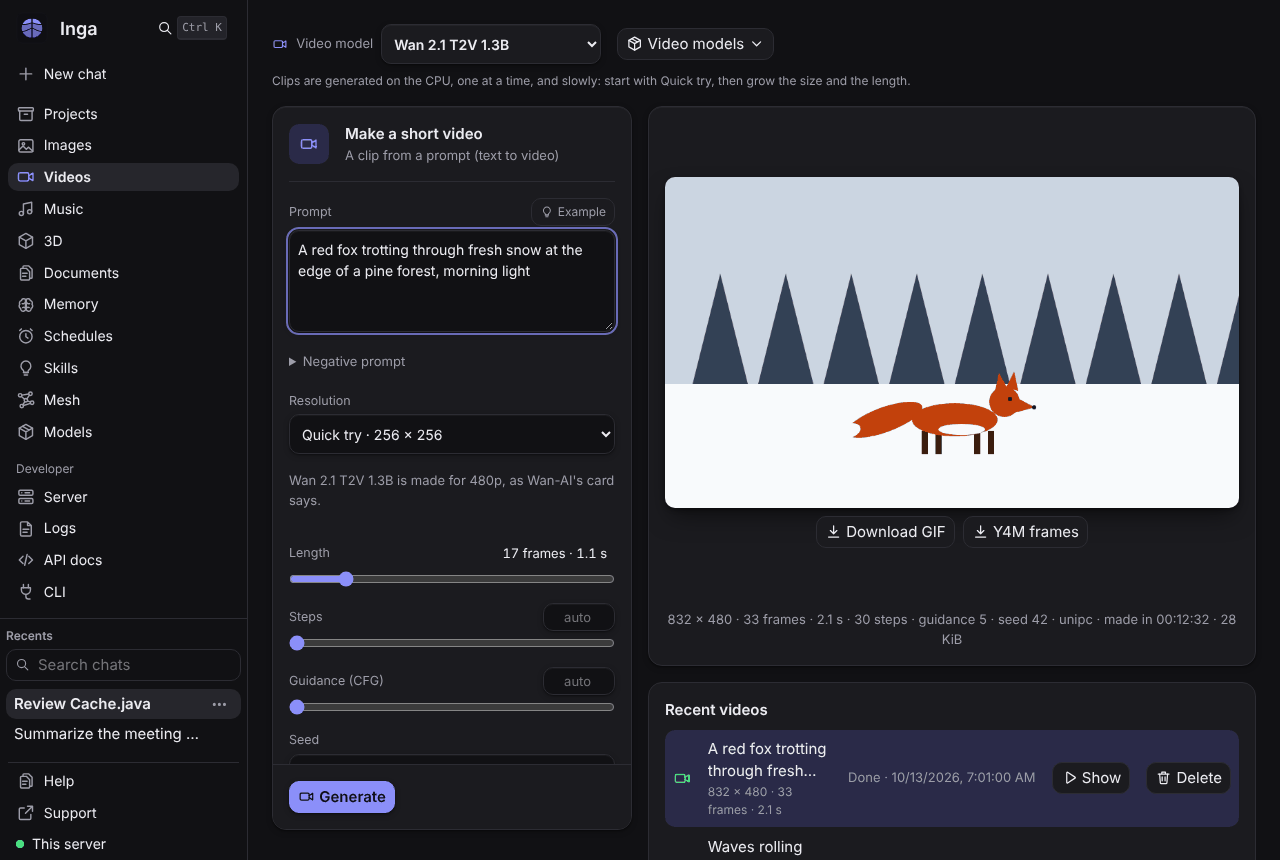 Inga
Ctrl K
New chat
Projects
Images
Videos
Music
3D
Documents
Memory
Schedules
Skills
Mesh
Models
Developer
Server
Logs
API docs
CLI
Recents
Search chats
Review Cache.java
Summarize the meeting ...
Help
Support
This server
Video model
Wan 2.1 T2V 1.3B
Video models
Clips are generated on the CPU, one at a time, and slowly: start with Quick try, then grow the size and the length.
Make a short video
A clip from a prompt (text to video)
Prompt
Example
A red fox trotting through fresh snow at the
edge of a pine forest, morning light
Negative prompt
Resolution
Quick try · 256 × 256
Wan 2.1 T2V 1.3B is made for 480p, as Wan-AI's card
says.
Length
17 frames · 1.1 s
Steps
auto
Guidance (CFG)
auto
Seed
Generate
Download GIF
Y4M frames
832 × 480 · 33 frames · 2.1 s · 30 steps · guidance 5 · seed 42 · unipc · made in 00:12:32 · 28
KiB
Recent videos
A red fox trotting
through fresh...
832 × 480 · 33
frames · 2.1 s
Done · 10/13/2026, 7:01:00 AM
Show
Delete
Waves rolling